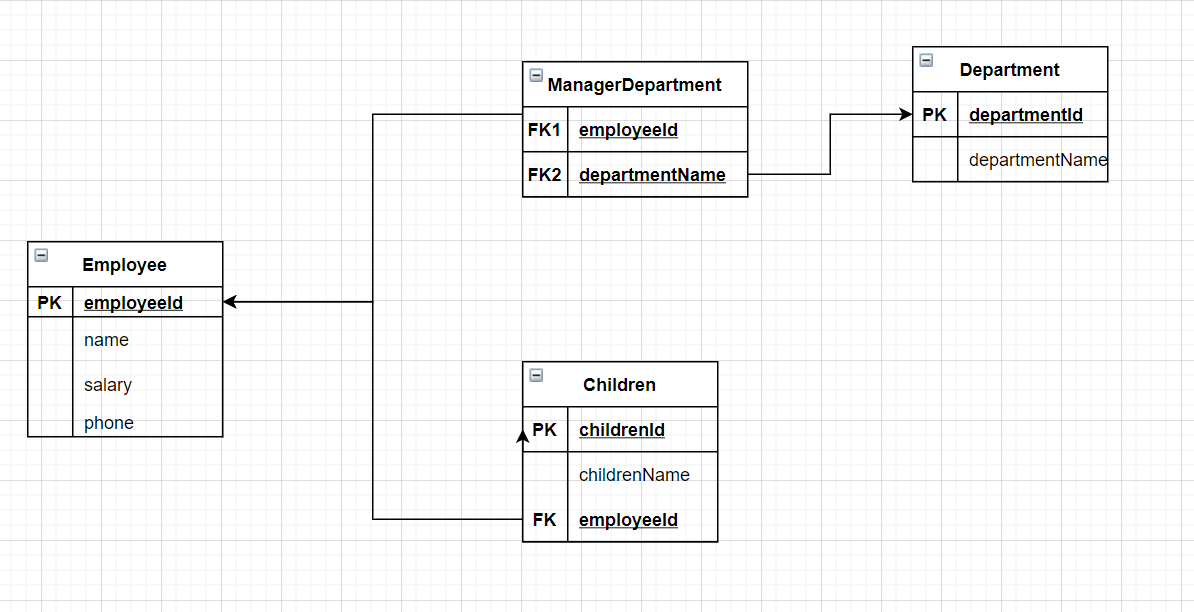 ManagerDepartment
FK1 employeeId
FK2 departmentName
Department
PK departmentId
departmentName
Employee
PK employeeId
name
salary
phone
Children
PK childrenId
childrenName
FK employeeId